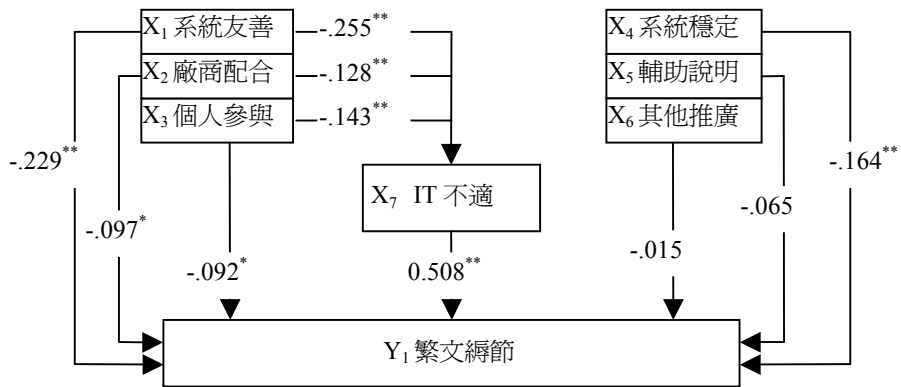 X₁ 系統友善 -.255** X₄ 系統穩定
X₂ 廠商配合 -.128** X₅ 輔助說明
X₃ 個人參與 -.143** X₆ 其他推廣
-.229** -.164**
X₇ IT 不適
-.097* -.065
-.092* 0.508** -.015
Y₁ 繁文縟節